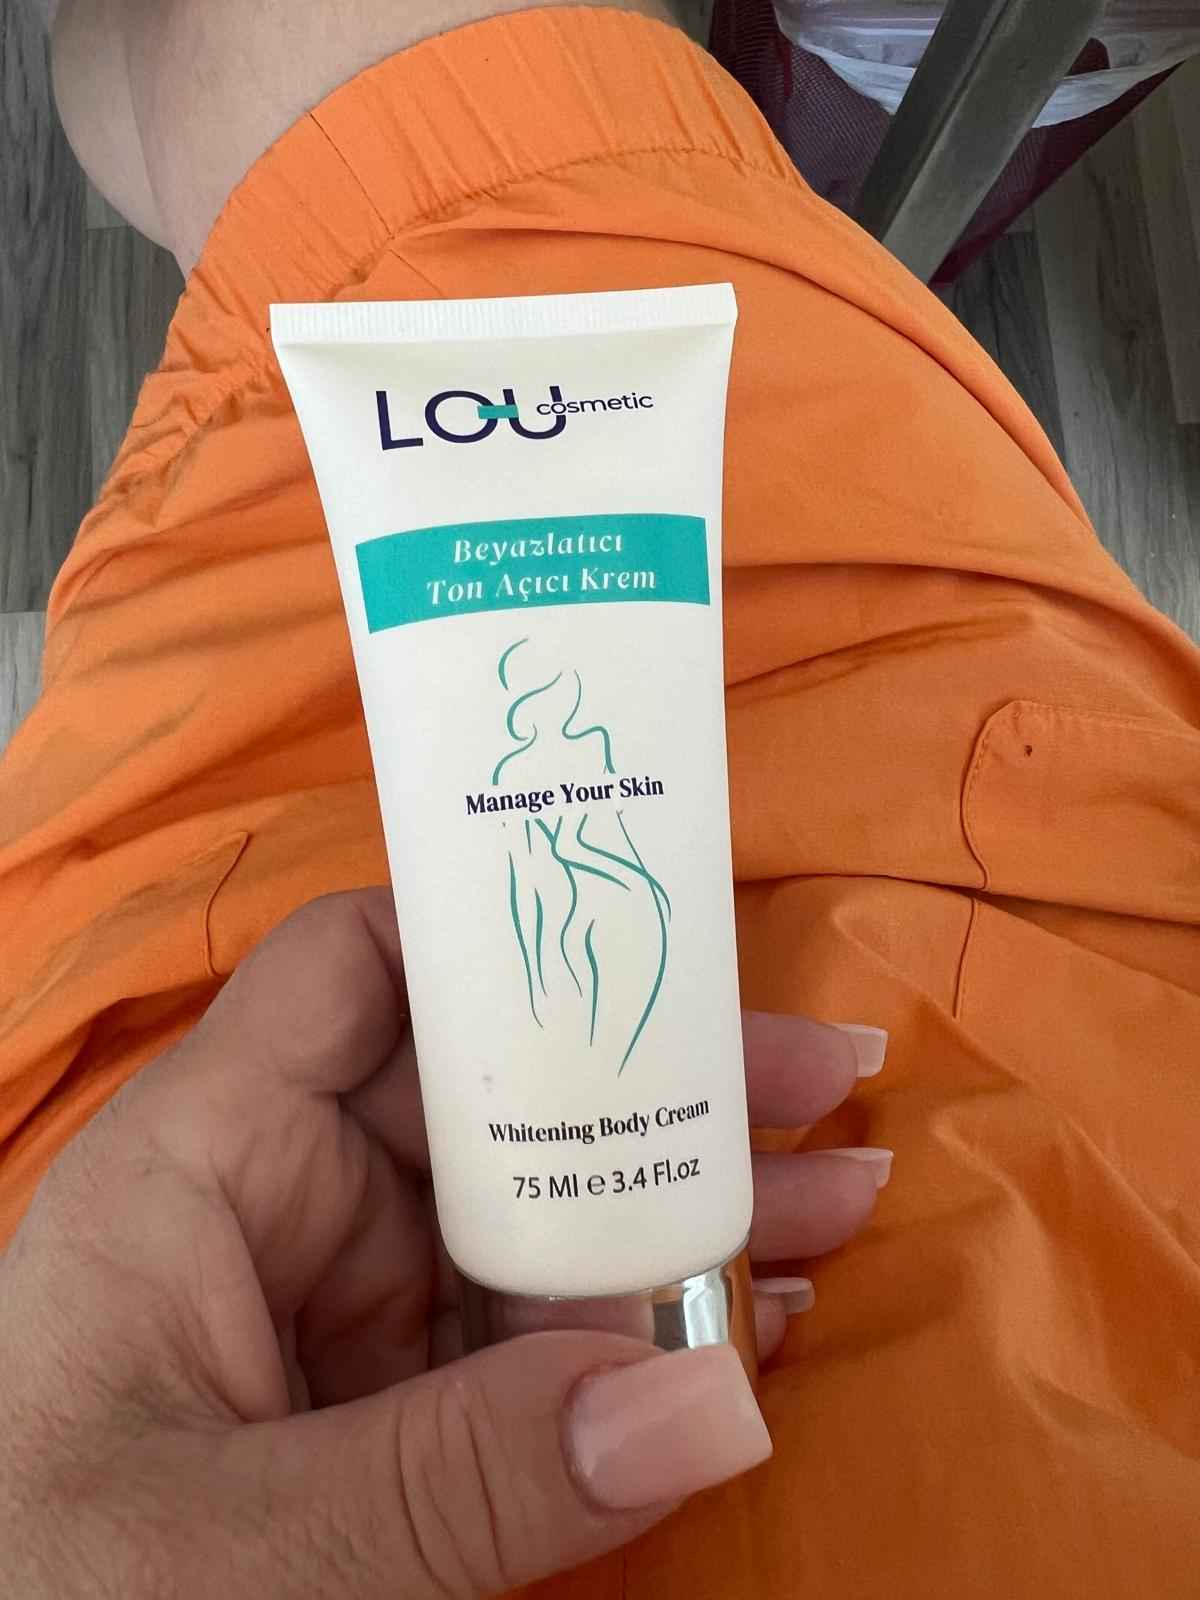 LOU cosmetic
Beyazlatıcı
Ton Açıcı Krem
Manage Your Skin
Whitening Body Cream
75 Ml e 3.4 Fl.oz